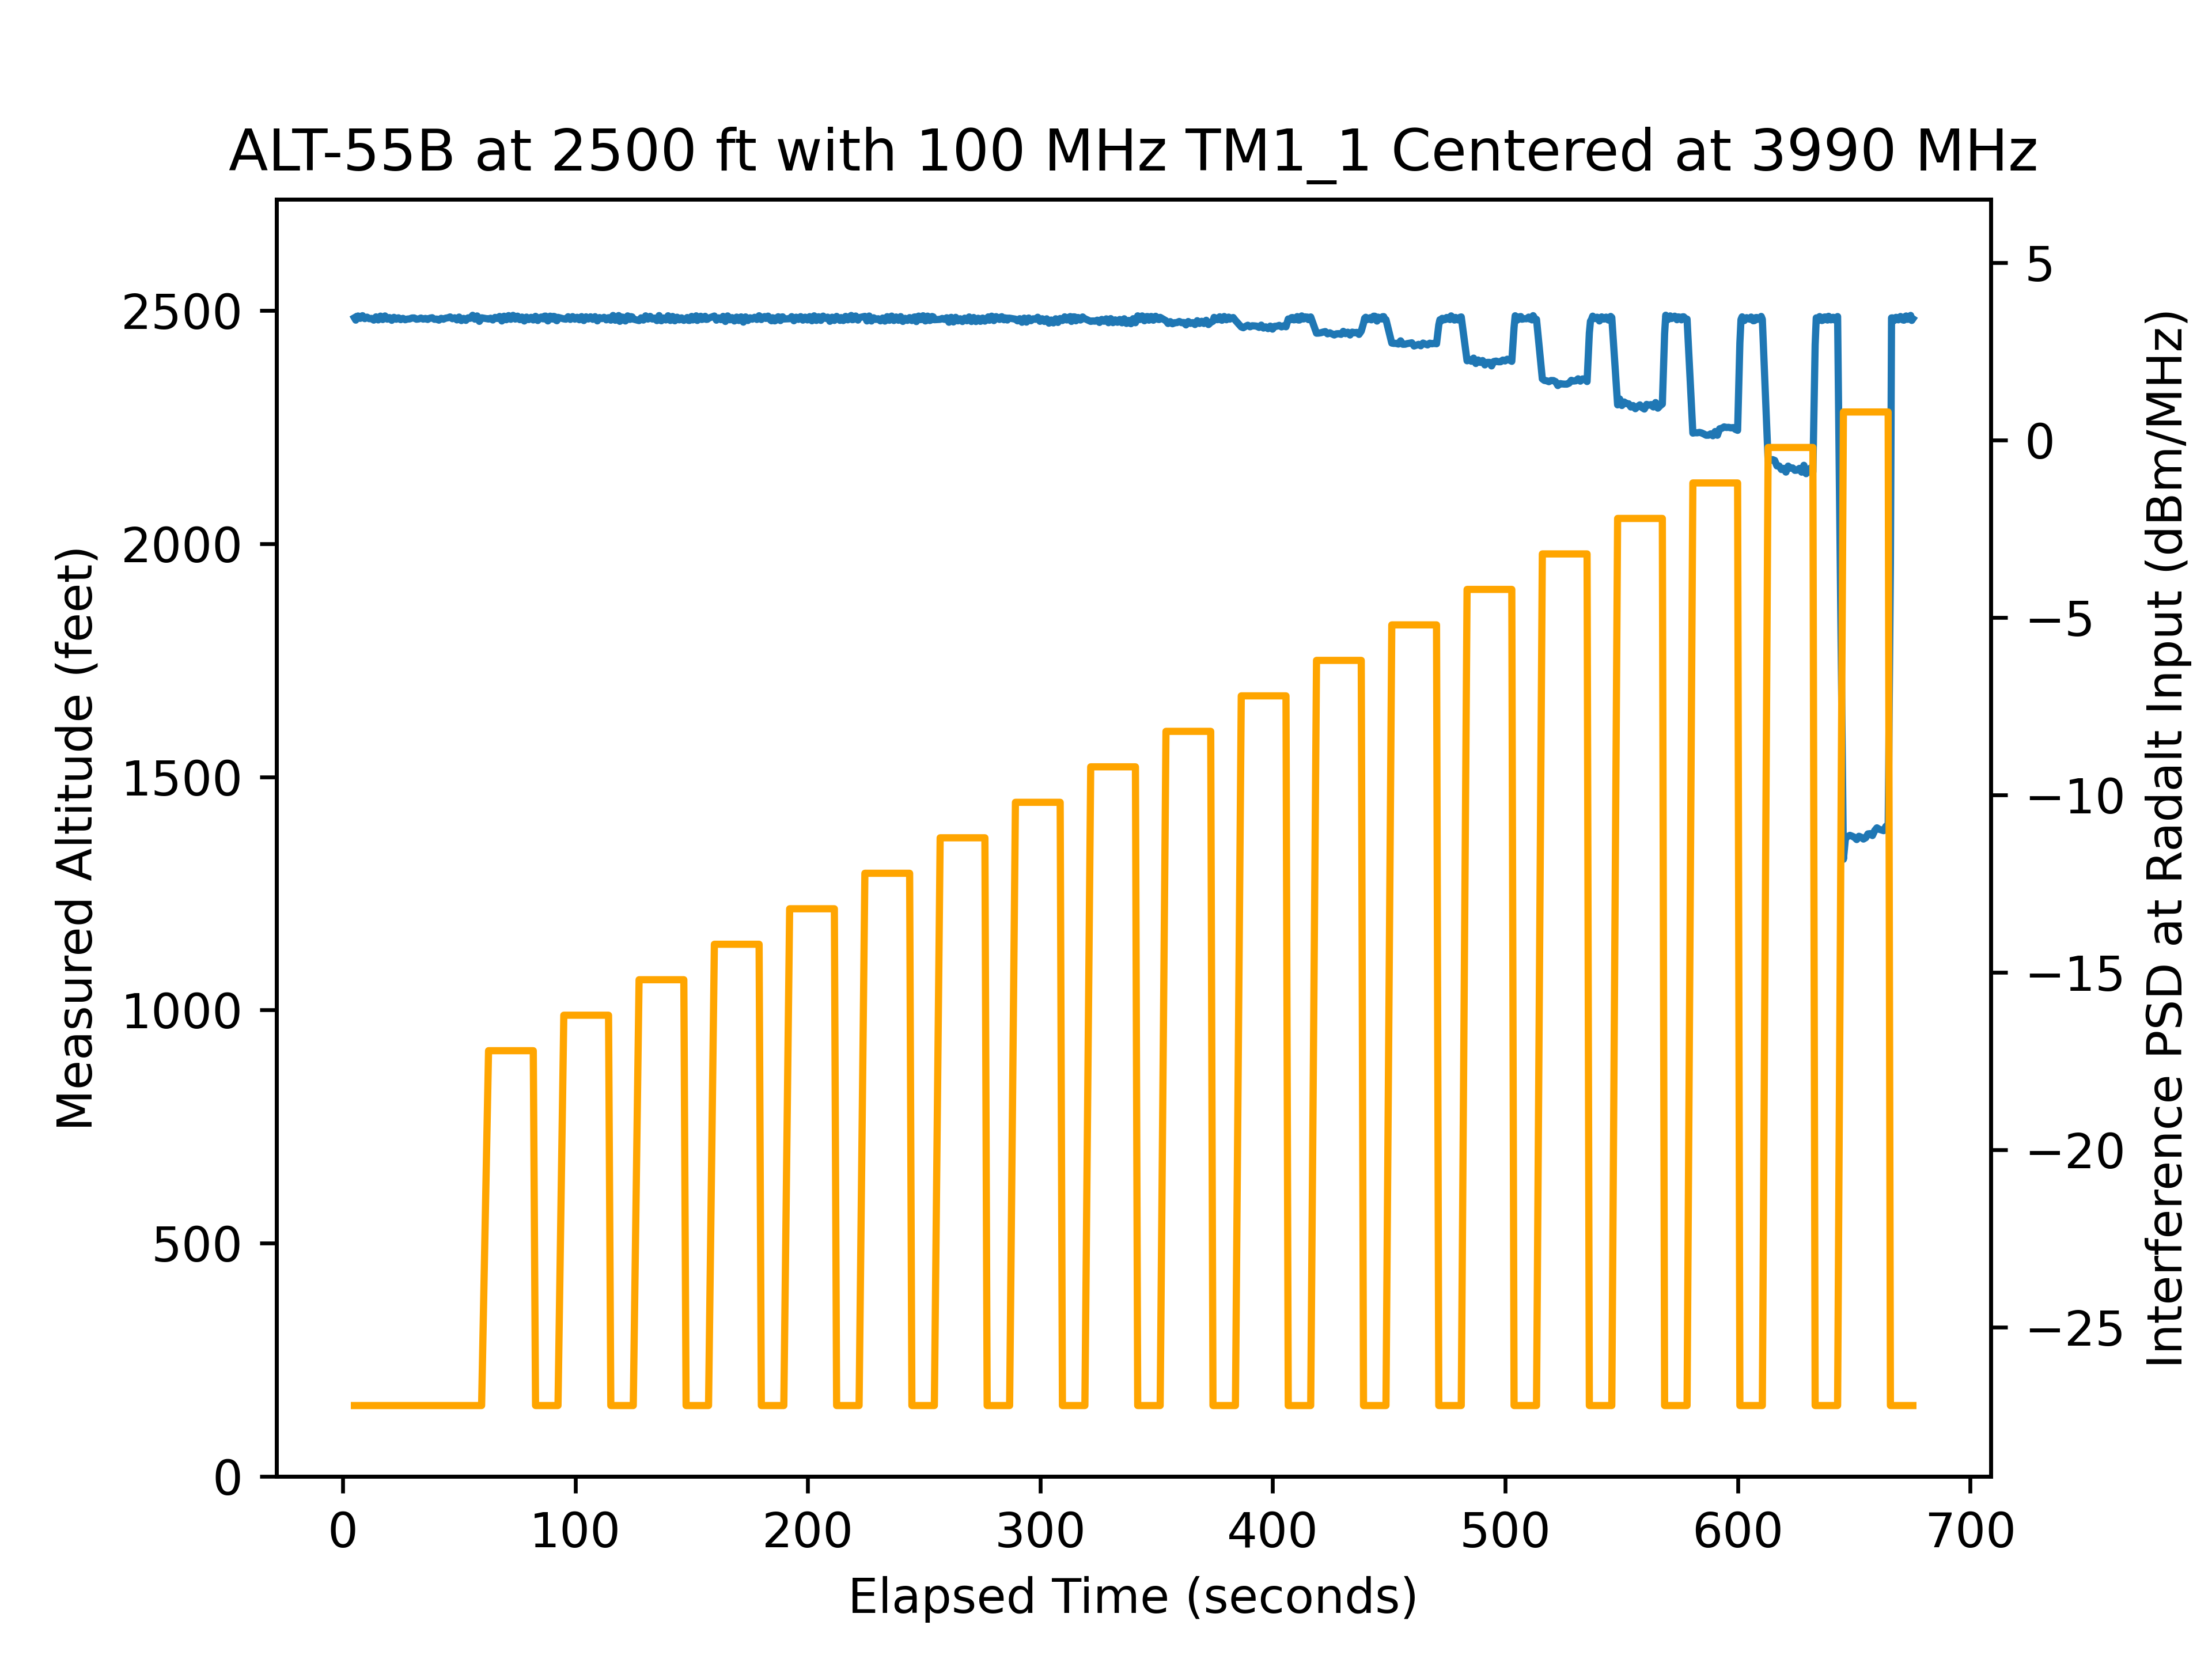 ALT-55B at 2500 ft with 100 MHz TM1_1 Centered at 3990 MHz
Measured Altitude (feet)
2500
2000
1500
1000
500
0
0 100 200 300 400 500 600 700
Elapsed Time (seconds)
5
0
−5
−10
−15
−20
−25
Interference PSD at Radalt Input (dBm/MHz)